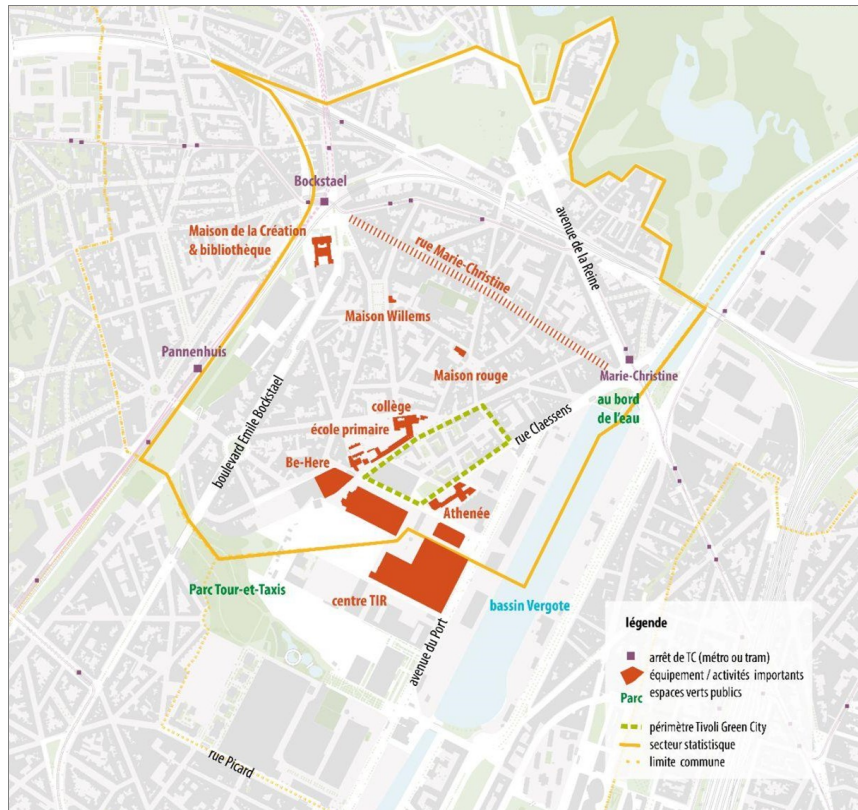 Bockstael
Maison de la Création
& bibliothèque
rue Marie-Christine
avenue de la Reine
Maison Willems
Pannenhuis
Maison rouge
Marie-Christine
au bord
de l'eau
boulevard Emile Bockstael
collège
école primaire
rue Claessens
Be-Here
Athenée
Parc Tour-et-Taxis
centre TIR
bassin Vergote
avenue du Port
rue Picard
légende
arrêt de TC (métro ou tram)
équipement / activités importants
Parc espaces verts publics
périmètre Tivoli Green City
secteur statistisque
limite commune